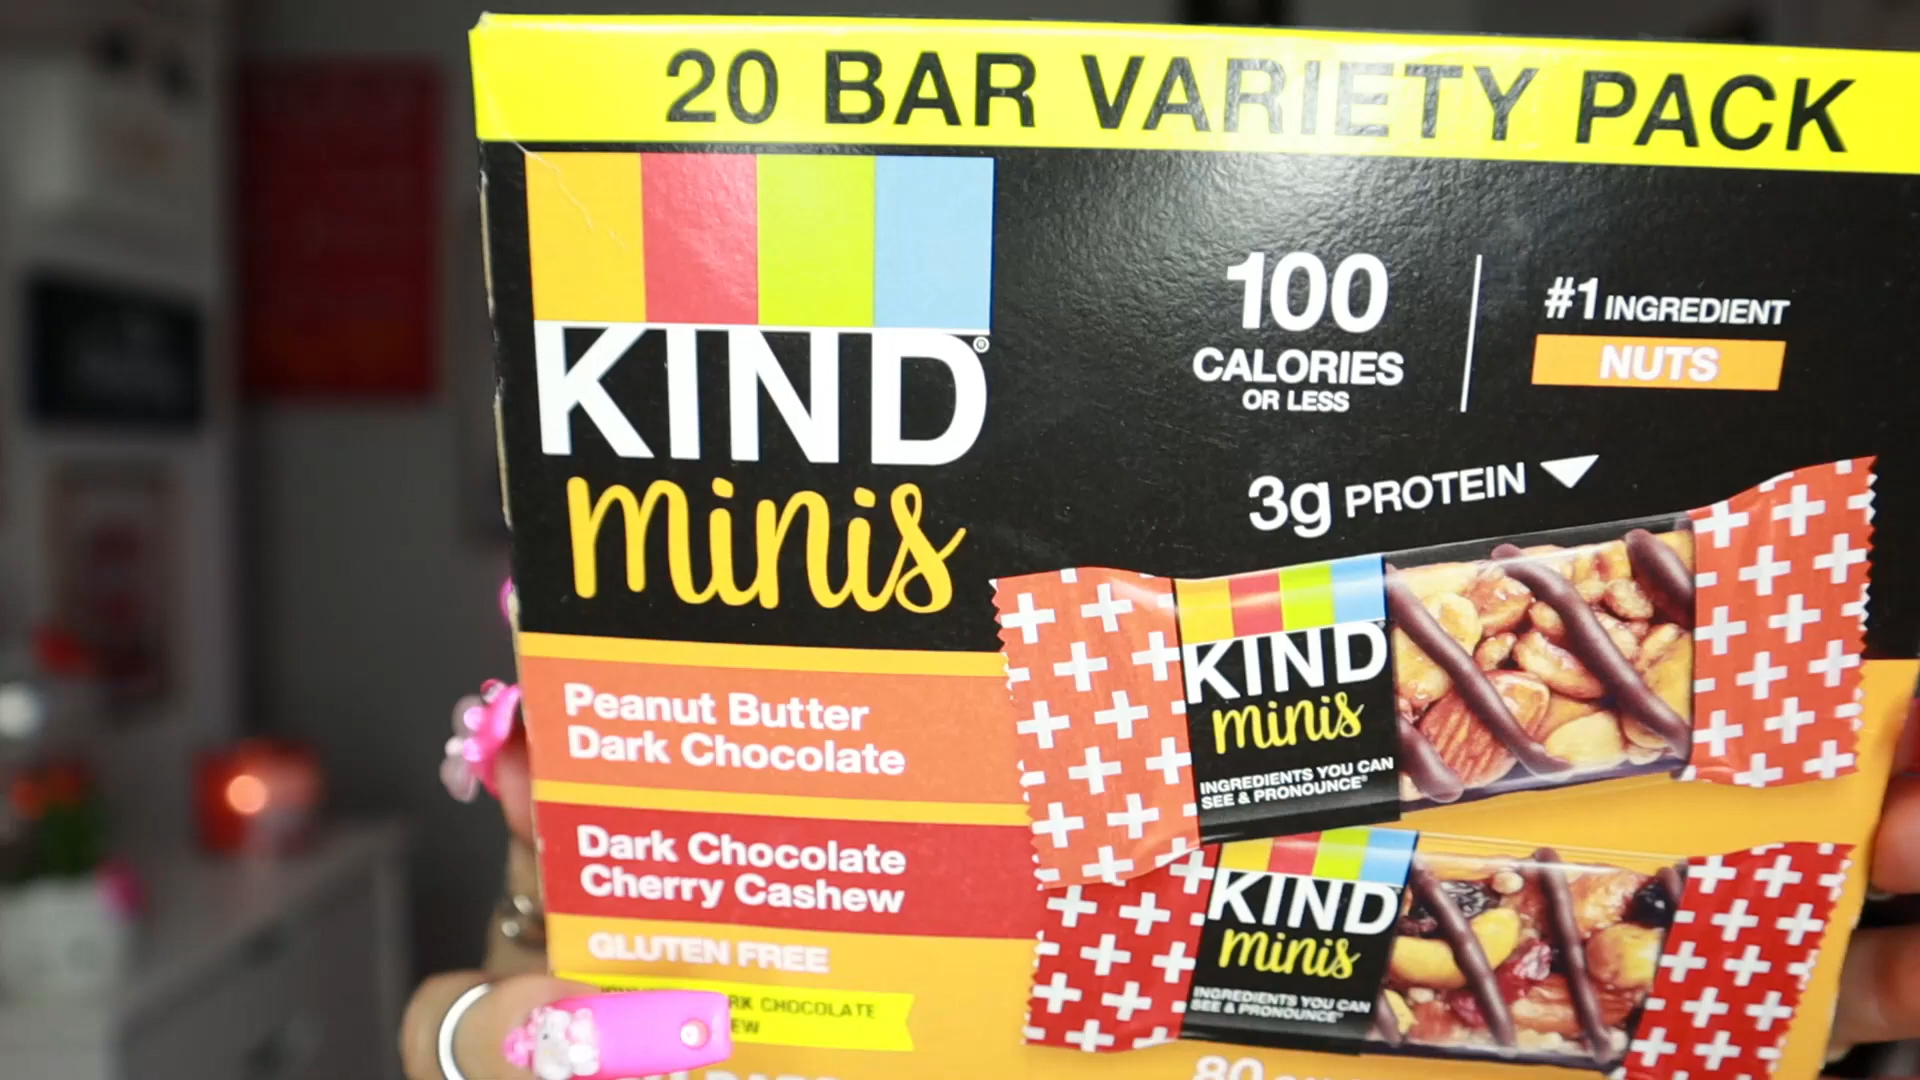 20 BAR VARIETY PACK
KIND®
minis
100
CALORIES
OR LESS
#1 INGREDIENT
NUTS
3g PROTEIN
Peanut Butter
Dark Chocolate
Dark Chocolate
Cherry Cashew
GLUTEN FREE
CHOCOLATE
KIND
minis
INGREDIENTS YOU CAN
SEE & PRONOUNCE®
KIND
minis
INGREDIENTS YOU CAN
SEE & PRONOUNCE®
80